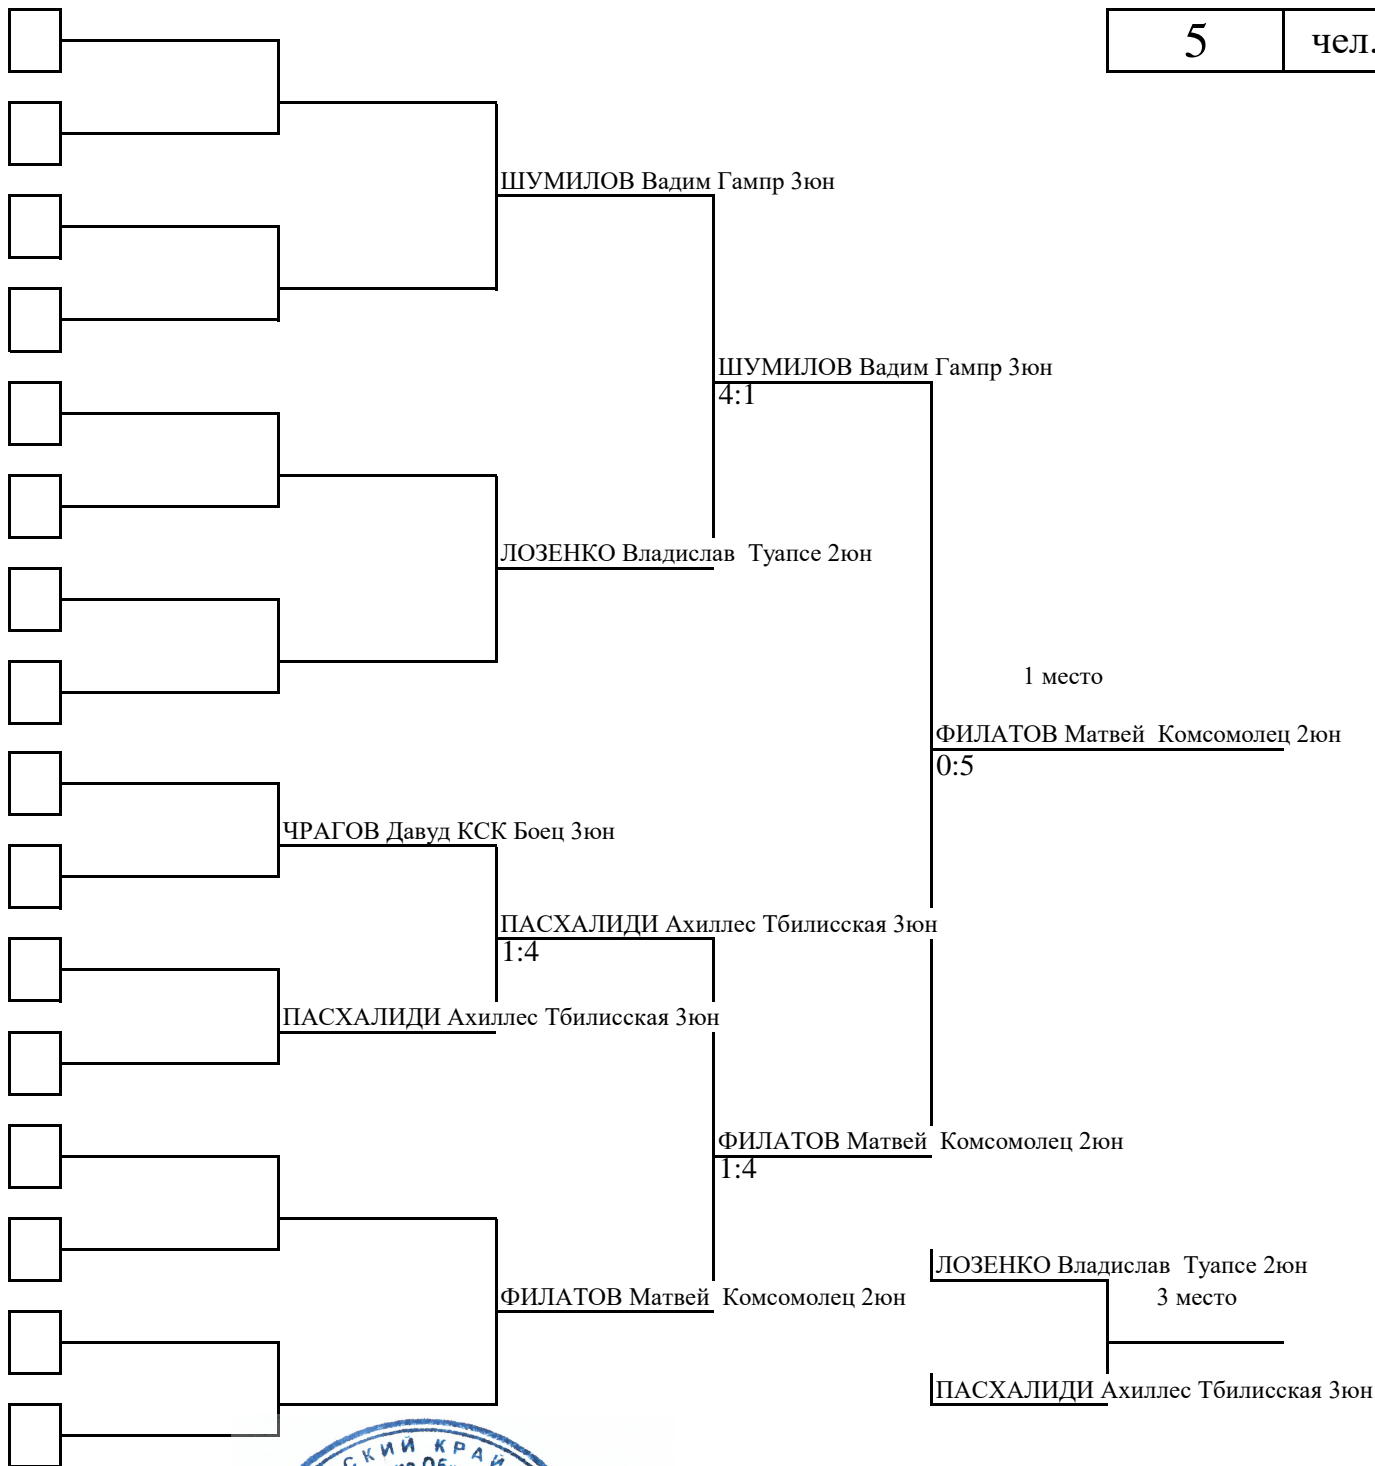 5 чел.
ШУМИЛОВ Вадим Гампр 3юн
ШУМИЛОВ Вадим Гампр 3юн
4:1
ЛОЗЕНКО Владислав Туапсе 2юн
1 место
ФИЛАТОВ Матвей Комсомолец 2юн
0:5
ЧРАГОВ Давуд КСК Боец 3юн
ПАСХАЛИДИ Ахиллес Тбилисская 3юн
1:4
ПАСХАЛИДИ Ахиллес Тбилисская 3юн
ФИЛАТОВ Матвей Комсомолец 2юн
1:4
ЛОЗЕНКО Владислав Туапсе 2юн
ФИЛАТОВ Матвей Комсомолец 2юн
3 место
ПАСХАЛИДИ Ахиллес Тбилисская 3юн
КРАЙ